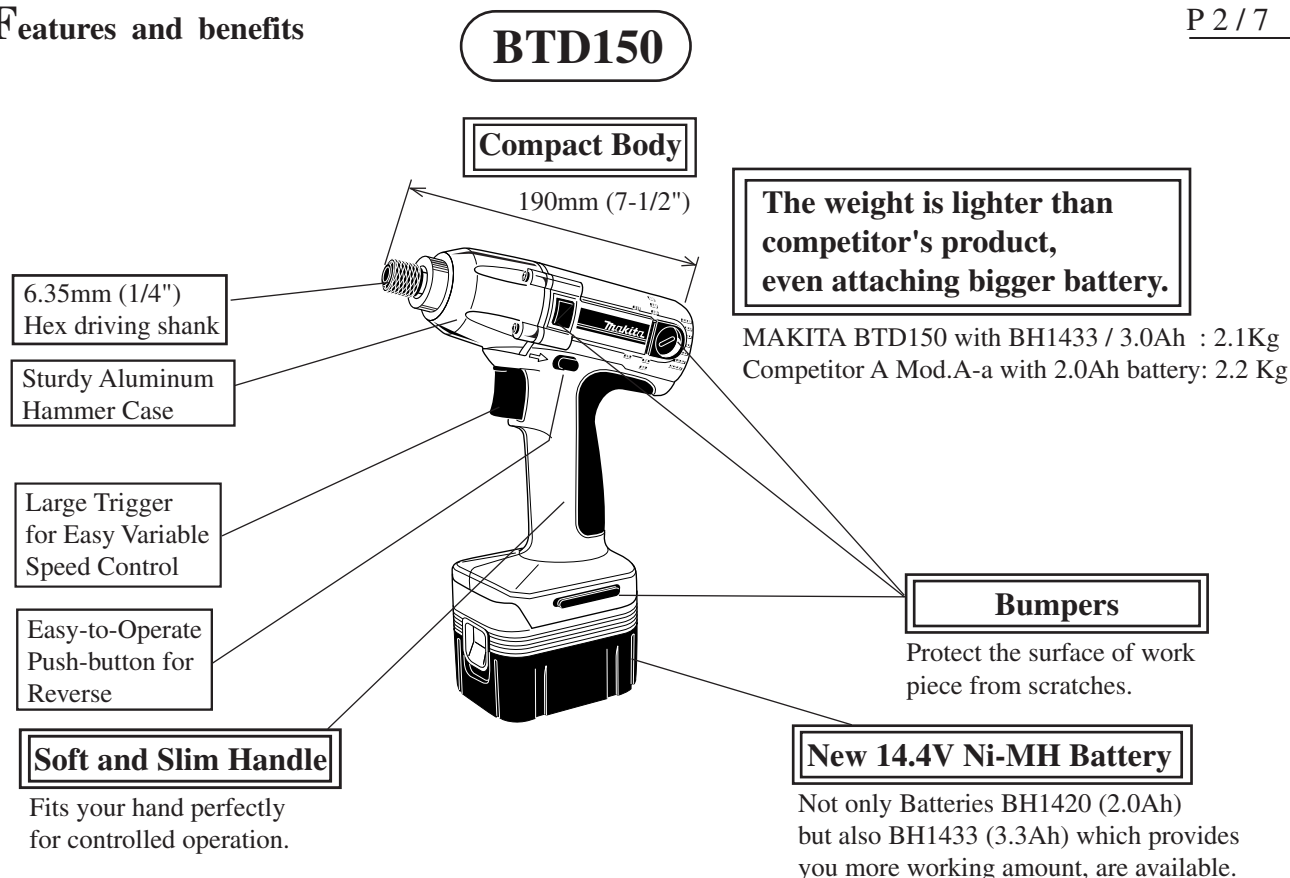 Features and benefits
P 2 / 7
BTD150
Compact Body
190mm (7-1/2")
The weight is lighter than
competitor's product,
even attaching bigger battery.
MAKITA BTD150 with BH1433 / 3.0Ah : 2.1Kg
Competitor A Mod.A-a with 2.0Ah battery: 2.2 Kg
6.35mm (1/4")
Hex driving shank
Sturdy Aluminum
Hammer Case
Large Trigger
for Easy Variable
Speed Control
Easy-to-Operate
Push-button for
Reverse
Soft and Slim Handle
Fits your hand perfectly
for controlled operation.
makita
Bumpers
Protect the surface of work
piece from scratches.
New 14.4V Ni-MH Battery
Not only Batteries BH1420 (2.0Ah)
but also BH1433 (3.3Ah) which provides
you more working amount, are available.